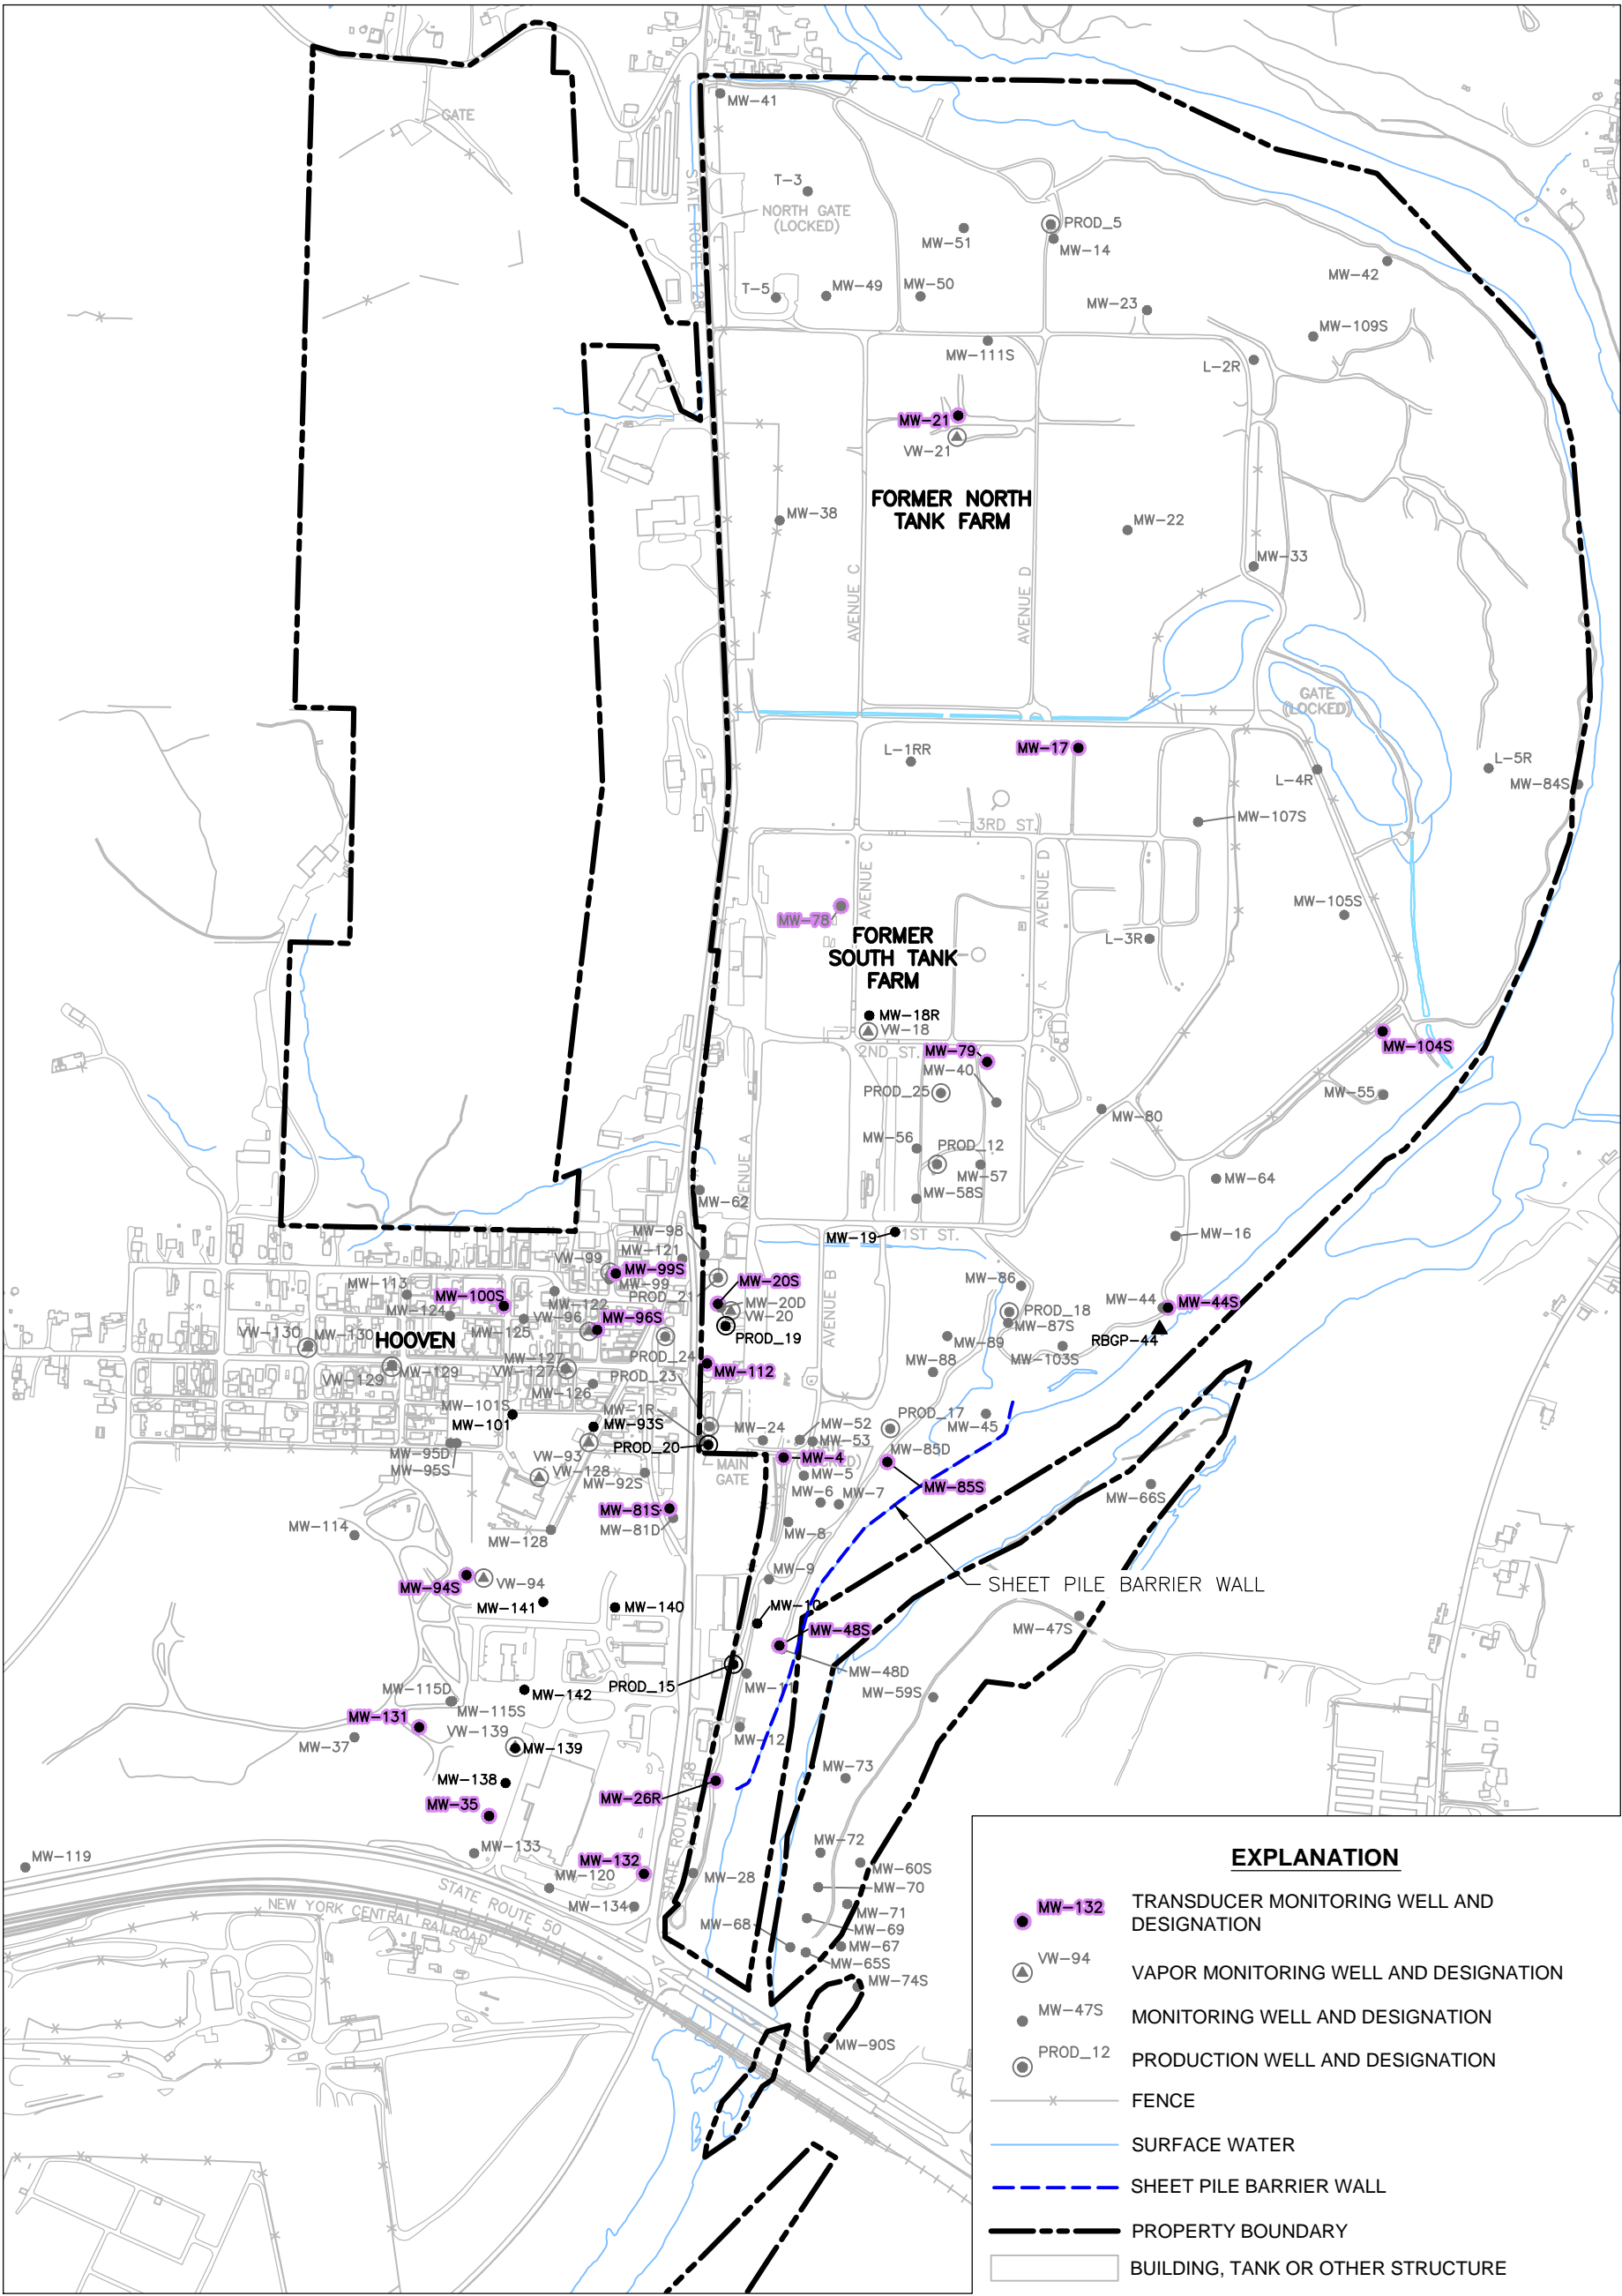 MW-41
GATE
T-3
NORTH GATE
(LOCKED)
STATE ROUTE 128
MW-51
PROD_5
MW-14
MW-42
T-5
MW-49
MW-50
MW-23
MW-109S
MW-111S
L-2R
MW-21
VW-21
FORMER NORTH
TANK FARM
MW-38
MW-22
MW-33
AVENUE C
AVENUE D
GATE
(LOCKED)
L-1RR
MW-17
L-4R
L-5R
MW-84S
3RD ST.
MW-107S
AVENUE C
AVENUE D
MW-78
MW-105S
FORMER
SOUTH TANK
FARM
L-3R
MW-18R
VW-18
2ND ST.
MW-79
MW-104S
MW-40
PROD_25
MW-55
MW-80
MW-56
PROD_12
MW-57
MW-58S
MW-64
AVENUE A
MW-62
MW-98
MW-19
1ST ST.
MW-16
VW-99
MW-121
MW-99S
MW-99
PROD_21
MW-20S
MW-20D
VW-20
PROD_19
AVENUE B
MW-86
PROD_18
MW-87S
MW-44
MW-44S
RBGP-44
MW-113
MW-100S
MW-124
MW-122
VW-96
MW-96S
MW-125
VW-130
MW-130
HOOVEN
MW-89
MW-103S
PROD_24
MW-112
MW-127
VW-127
MW-88
VW-129
MW-129
PROD_23
MW-126
MW-101S
MW-101
MW-1R
MW-93S
MW-24
MW-52
MW-53
PROD_17
MW-45
PROD_20
MW-95D
MW-95S
VW-93
VW-128
MW-92S
MAIN
GATE
MW-4
MW-85D
MW-85S
MW-5
MW-6
MW-7
MW-66S
MW-81S
MW-81D
MW-8
MW-114
MW-128
MW-9
MW-94S
VW-94
SHEET PILE BARRIER WALL
MW-141
MW-140
MW-10
MW-48S
MW-47S
MW-48D
PROD_15
MW-11
MW-59S
MW-115D
MW-115S
MW-142
MW-131
VW-139
MW-37
MW-139
MW-12
MW-138
MW-73
MW-26R
MW-35
STATE ROUTE 128
MW-119
MW-133
MW-132
MW-72
MW-60S
MW-120
MW-28
MW-70
STATE ROUTE 50
NEW YORK CENTRAL RAILROAD
MW-134
MW-71
MW-68
MW-69
MW-67
MW-65S
MW-74S
MW-90S
EXPLANATION
MW-132 TRANSDUCER MONITORING WELL AND
DESIGNATION
VW-94 VAPOR MONITORING WELL AND DESIGNATION
MW-47S MONITORING WELL AND DESIGNATION
PROD_12 PRODUCTION WELL AND DESIGNATION
FENCE
SURFACE WATER
SHEET PILE BARRIER WALL
PROPERTY BOUNDARY
BUILDING, TANK OR OTHER STRUCTURE